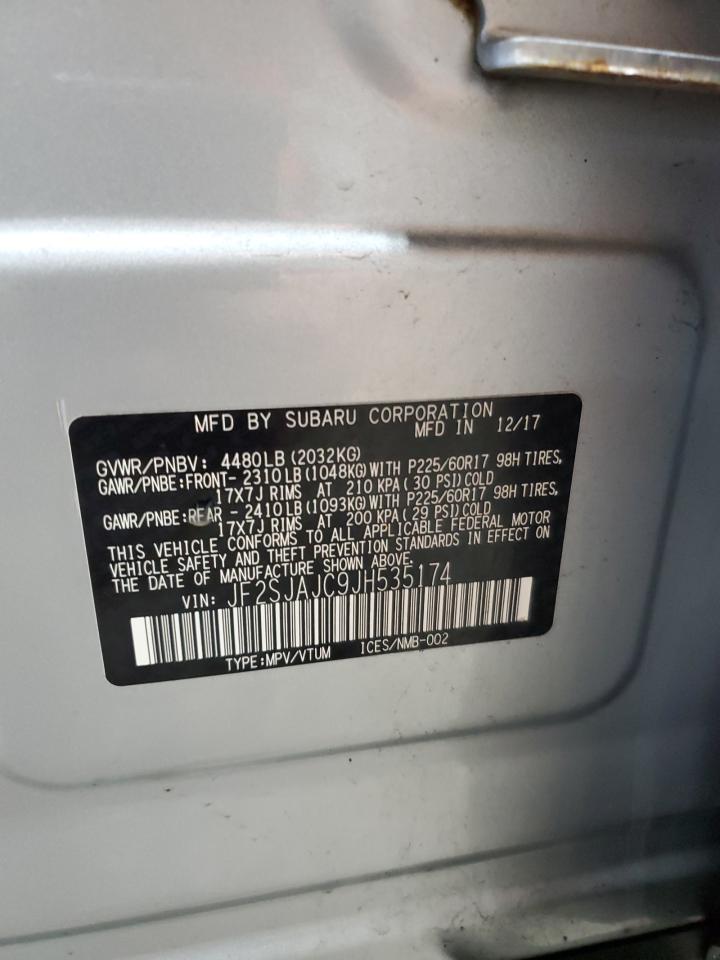 MFD BY SUBARU CORPORATION
MFD IN 12/17
GVWR/PNBV: 4480LB (2032KG)
GAWR/PNBE:FRONT- 2310LB (1048KG)WITH P225/60R17 98H TIRES,
17X7J RIMS AT 210 KPA(30 PSI)COLD
GAWR/PNBE:REAR - 2410LB (1093KG)WITH P225/60R17 98H TIRES,
17X7J RIMS AT 200 KPA(29 PSI)COLD
THIS VEHICLE CONFORMS TO ALL APPLICABLE FEDERAL MOTOR
VEHICLE SAFETY AND THEFT PREVENTION STANDARDS IN EFFECT ON
THE DATE OF MANUFACTURE SHOWN ABOVE.
VIN: JF2SJAJC9JH535174
TYPE:MPV/VTUM ICES/NMB-002